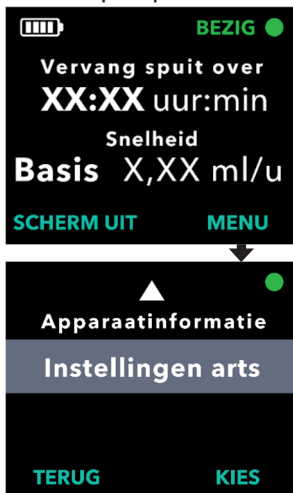 BEZIG
Vervang spuit over
XX:XX uur:min
Snelheid
Basis X,XX ml/u
SCHERM UIT MENU
Apparaatinformatie
Instellingen arts
TERUG KIES